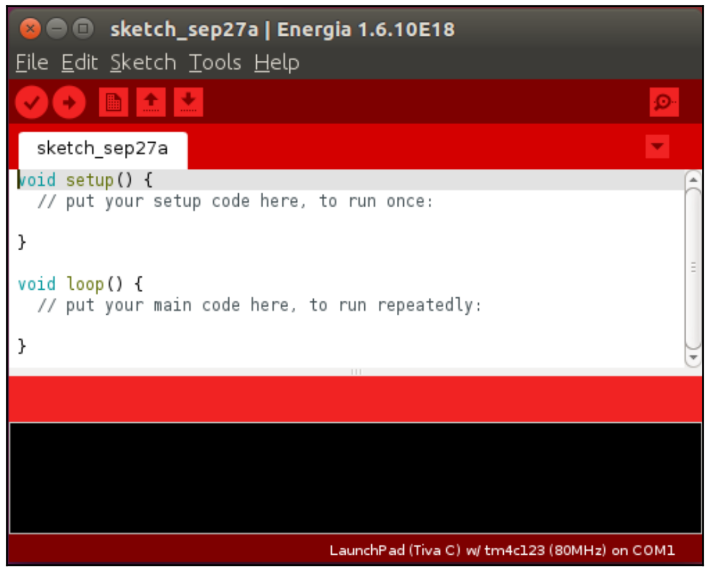 sketch_sep27a | Energia 1.6.10E18
File Edit Sketch Tools Help
sketch_sep27a
void setup() {
  // put your setup code here, to run once:
}
void loop() {
  // put your main code here, to run repeatedly:
}
LaunchPad (Tiva C) w/ tm4c123 (80MHz) on COM1